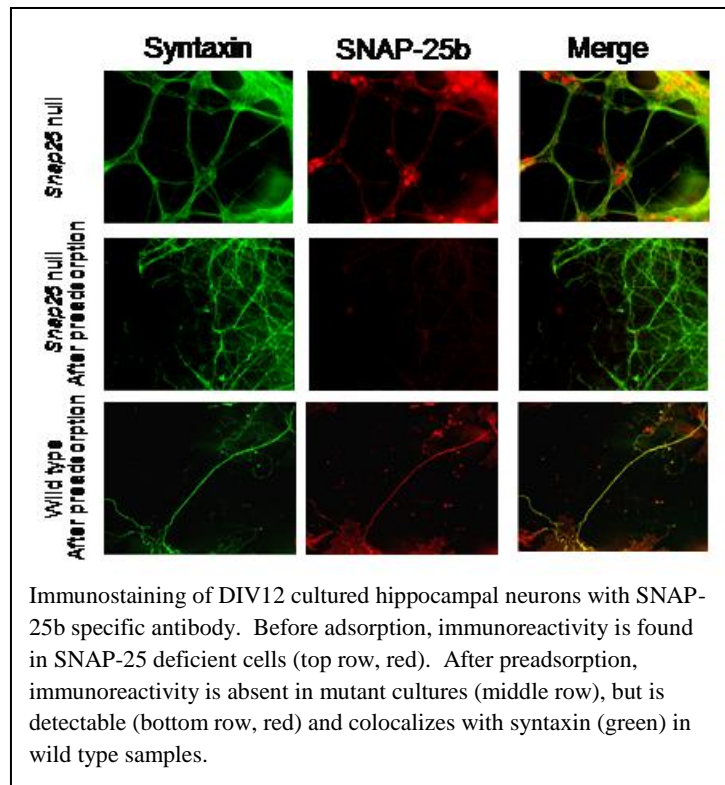 Syntaxin SNAP-25b Merge
Snap25 null
Snap25 null
After preadsorption
Wild type
After preadsorption
Immunostaining of DIV12 cultured hippocampal neurons with SNAP-
25b specific antibody. Before adsorption, immunoreactivity is found
in SNAP-25 deficient cells (top row, red). After preadsorption,
immunoreactivity is absent in mutant cultures (middle row), but is
detectable (bottom row, red) and colocalizes with syntaxin (green) in
wild type samples.